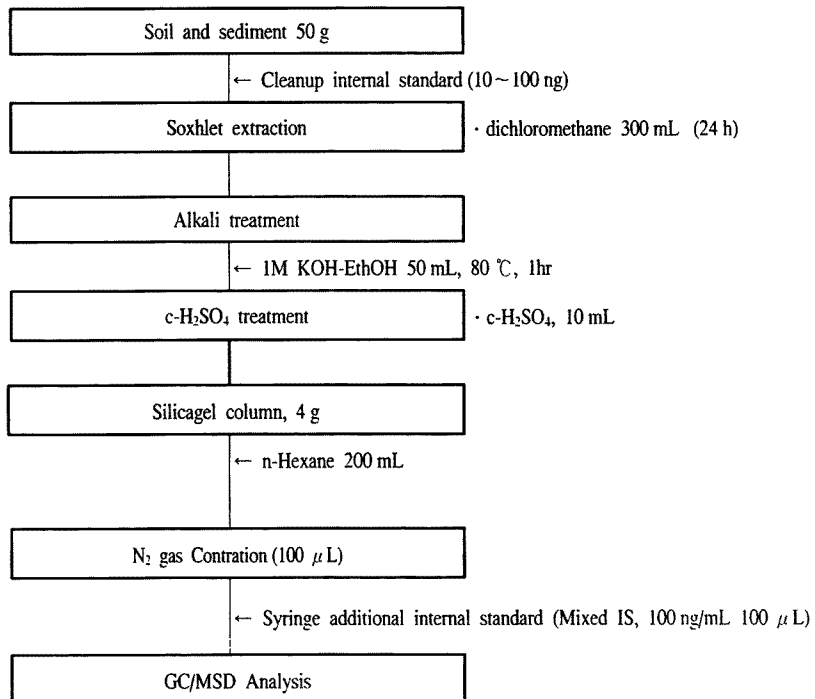 Soil and sediment 50 g
← Cleanup internal standard (10∼100 ng)
Soxhlet extraction
· dichloromethane 300 mL (24 h)
Alkali treatment
← 1M KOH-EthOH 50 mL, 80 ℃, 1hr
c-H₂SO₄ treatment
· c-H₂SO₄, 10 mL
Silicagel column, 4 g
← n-Hexane 200 mL
N₂ gas Contration (100 μL)
← Syringe additional internal standard (Mixed IS, 100 ng/mL 100 μL)
GC/MSD Analysis